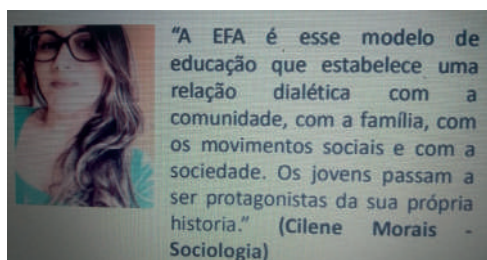 "A EFA é esse modelo de
educação que estabelece uma
relação dialética com a
comunidade, com a família, com
os movimentos sociais e com a
sociedade. Os jovens passam a
ser protagonistas da sua própria
historia." (Cilene Morais -
Sociologia)